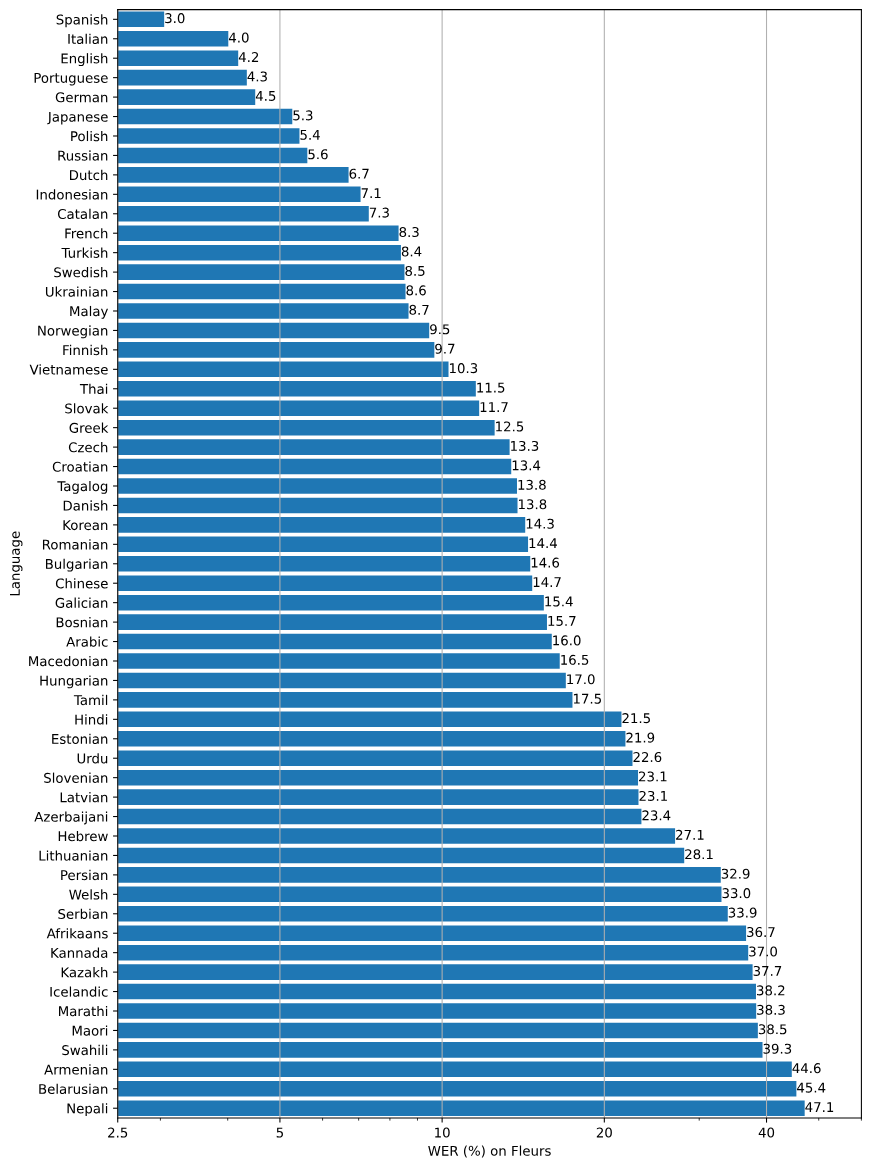 Spanish 3.0
Italian 4.0
English 4.2
Portuguese 4.3
German 4.5
Japanese 5.3
Polish 5.4
Russian 5.6
Dutch 6.7
Indonesian 7.1
Catalan 7.3
French 8.3
Turkish 8.4
Swedish 8.5
Ukrainian 8.6
Malay 8.7
Norwegian 9.5
Finnish 9.7
Vietnamese 10.3
Thai 11.5
Slovak 11.7
Greek 12.5
Czech 13.3
Croatian 13.4
Tagalog 13.8
Danish 13.8
Korean 14.3
Romanian 14.4
Bulgarian 14.6
Chinese 14.7
Galician 15.4
Bosnian 15.7
Arabic 16.0
Macedonian 16.5
Hungarian 17.0
Tamil 17.5
Hindi 21.5
Estonian 21.9
Urdu 22.6
Slovenian 23.1
Latvian 23.1
Azerbaijani 23.4
Hebrew 27.1
Lithuanian 28.1
Persian 32.9
Welsh 33.0
Serbian 33.9
Afrikaans 36.7
Kannada 37.0
Kazakh 37.7
Icelandic 38.2
Marathi 38.3
Maori 38.5
Swahili 39.3
Armenian 44.6
Belarusian 45.4
Nepali 47.1
Language
2.5 5 10 20 40
WER (%) on Fleurs